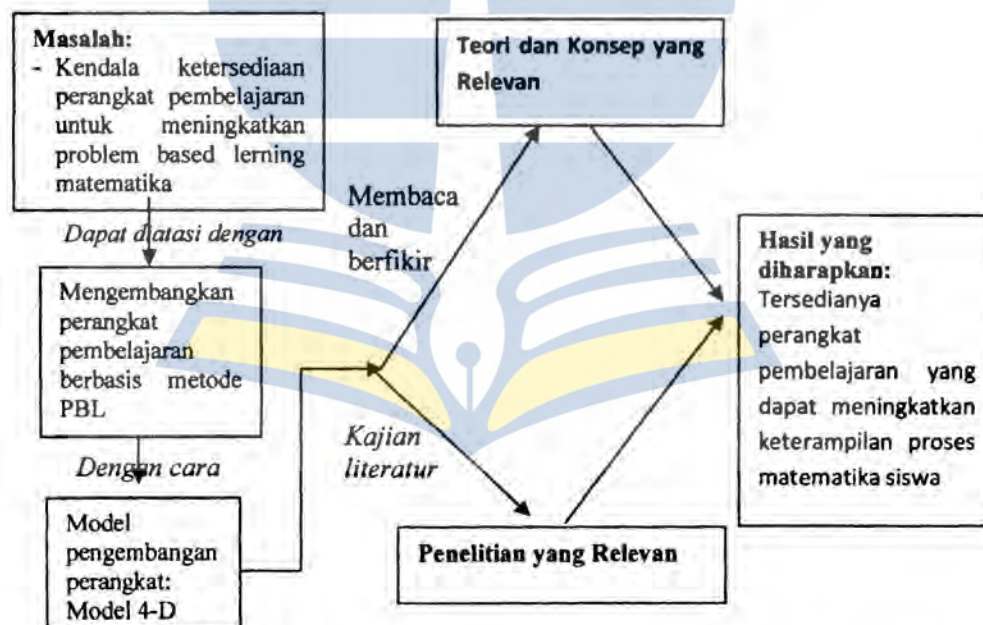 Masalah:
- Kendala ketersediaan
perangkat pembelajaran
untuk meningkatkan
problem based lerning
matematika
Dapat diatasi dengan
Mengembangkan
perangkat
pembelajaran
berbasis metode
PBL
Dengan cara
Model
pengembangan
perangkat:
Model 4-D
Membaca
dan
berfikir
Kajian
literatur
Teori dan Konsep yang
Relevan
Penelitian yang Relevan
Hasil yang
diharapkan:
Tersedianya
perangkat
pembelajaran yang
dapat meningkatkan
keterampilan proses
matematika siswa